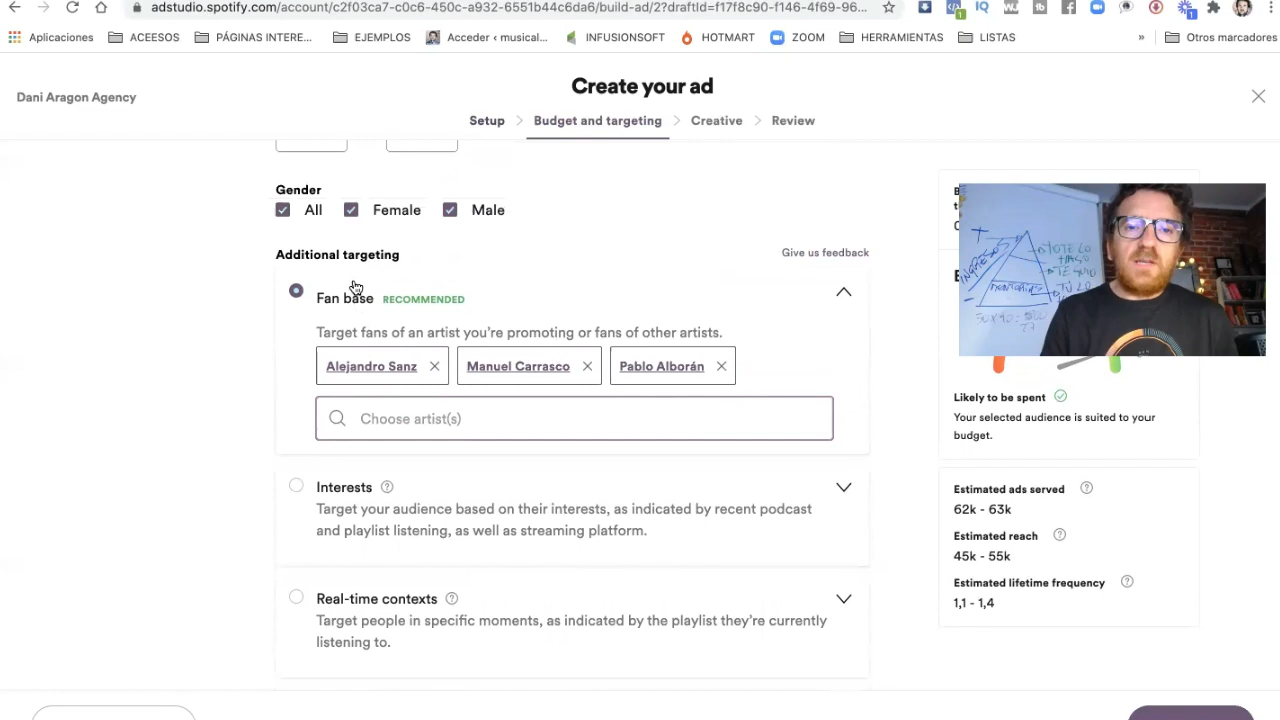 adstudio.spotify.com/account/c2f03ca7-c0c6-450c-a932-6551b44c6da6/build-ad/2?draftId=f17f8c90-f146-4f69-96...
Aplicaciones ACEESOS PÁGINAS INTERE... EJEMPLOS Acceder ‹ musical... INFUSIONSOFT HOTMART ZOOM HERRAMIENTAS LISTAS » Otros marcadores
Create your ad
Dani Aragon Agency
Setup > Budget and targeting > Creative > Review
Gender
All Female Male
Additional targeting
Give us feedback
Fan base RECOMMENDED
Target fans of an artist you're promoting or fans of other artists.
Alejandro Sanz Manuel Carrasco Pablo Alborán
Choose artist(s)
Interests
Target your audience based on their interests, as indicated by recent podcast
and playlist listening, as well as streaming platform.
Real-time contexts
Target people in specific moments, as indicated by the playlist they're currently
listening to.
INGRESOS
MENTORIAS
Likely to be spent
Your selected audience is suited to your
budget.
Estimated ads served
62k - 63k
Estimated reach
45k - 55k
Estimated lifetime frequency
1,1 - 1,4